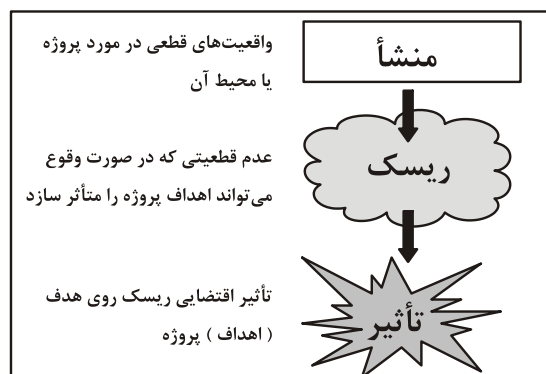 واقعیت‌های قطعی در مورد پروژه
یا محیط آن
منشأ
عدم قطعیتی که در صورت وقوع
می‌تواند اهداف پروژه را متأثر سازد
ریسک
تأثیر اقتضایی ریسک روی هدف
( اهداف ) پروژه
تأثیر